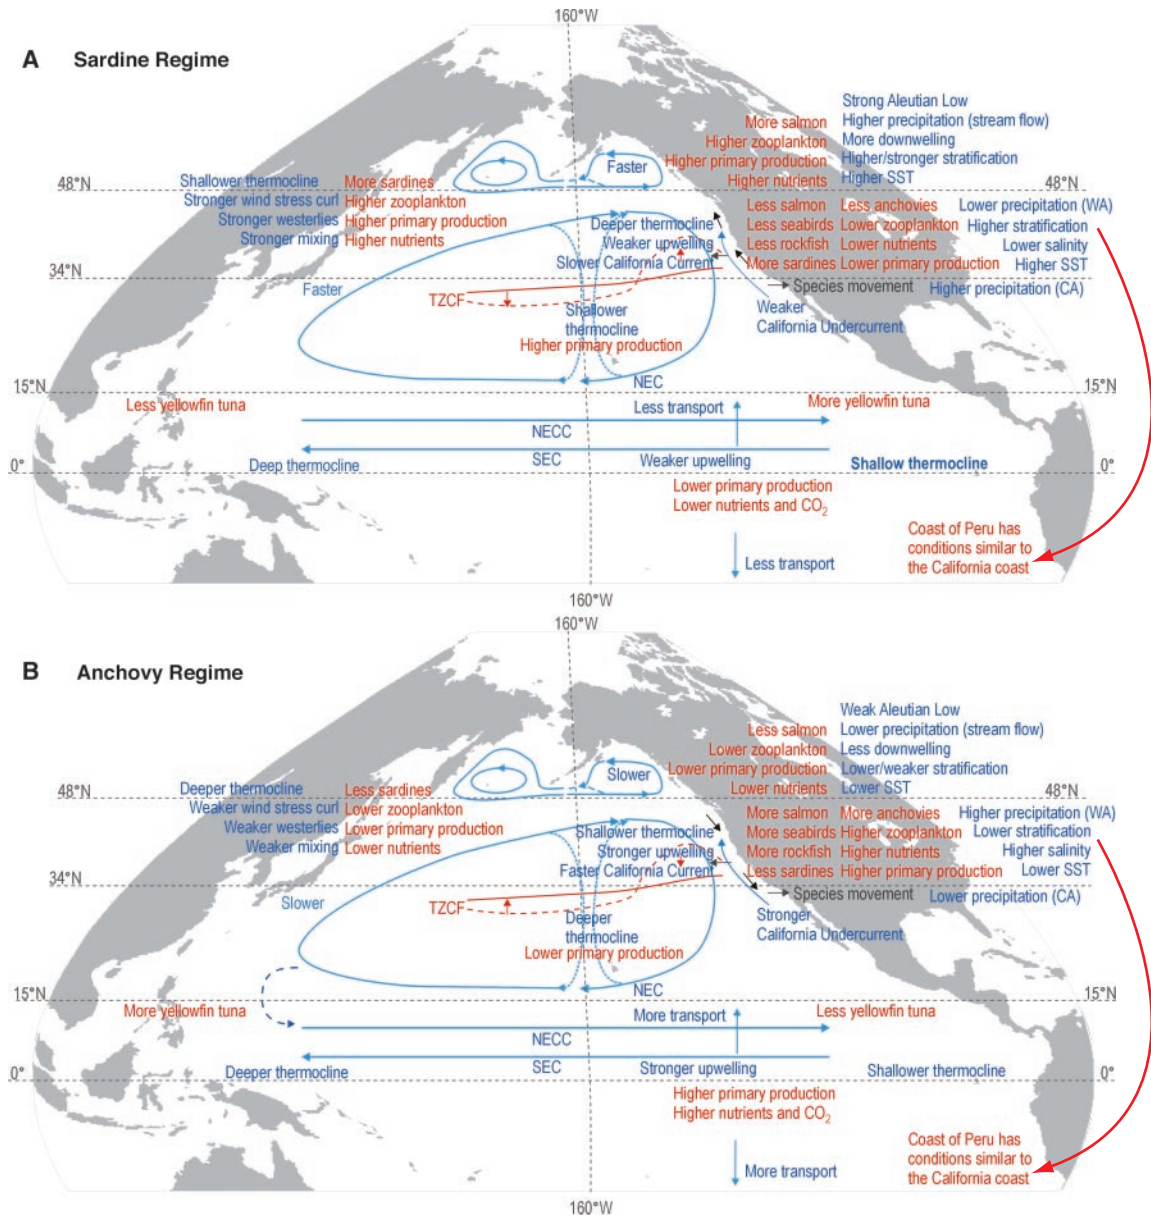 160°W
A Sardine Regime
Strong Aleutian Low
More salmon Higher precipitation (stream flow)
Higher zooplankton More downwelling
Higher primary production Higher/stronger stratification
Higher nutrients Higher SST
Faster
48°N
48°N
Shallower thermocline More sardines
Stronger wind stress curl Higher zooplankton
Stronger westerlies Higher primary production
Stronger mixing Higher nutrients
Less salmon Less anchovies Lower precipitation (WA)
Less seabirds Lower zooplankton Higher stratification
Less rockfish Lower nutrients Lower salinity
More sardines Lower primary production Higher SST
Species movement Higher precipitation (CA)
Deeper thermocline
Weaker upwelling
Slower California Current
34°N
34°N
Faster
TZCF
Shallower
thermocline
Higher primary production
Weaker
California Undercurrent
NEC
15°N
15°N
Less yellowfin tuna
Less transport
More yellowfin tuna
NECC
SEC
Deep thermocline
Weaker upwelling
Shallow thermocline
0°
0°
Lower primary production
Lower nutrients and CO2
Coast of Peru has
conditions similar to
the California coast
Less transport
160°W
160°W
B Anchovy Regime
Weak Aleutian Low
Less salmon Lower precipitation (stream flow)
Lower zooplankton Less downwelling
Lower primary production Lower/weaker stratification
Lower nutrients Lower SST
Slower
48°N
48°N
Deeper thermocline Less sardines
Weaker wind stress curl Lower zooplankton
Weaker westerlies Lower primary production
Weaker mixing Lower nutrients
More salmon More anchovies Higher precipitation (WA)
More seabirds Higher zooplankton Lower stratification
More rockfish Higher nutrients Higher salinity
Less sardines Higher primary production Lower SST
Species movement Lower precipitation (CA)
Shallower thermocline
Stronger upwelling
Faster California Current
34°N
34°N
Slower
TZCF
Deeper
thermocline
Lower primary production
Stronger
California Undercurrent
NEC
15°N
15°N
More yellowfin tuna
More transport
Less yellowfin tuna
NECC
SEC
Deeper thermocline
Stronger upwelling
Shallower thermocline
0°
0°
Higher primary production
Higher nutrients and CO2
Coast of Peru has
conditions similar to
the California coast
More transport
160°W